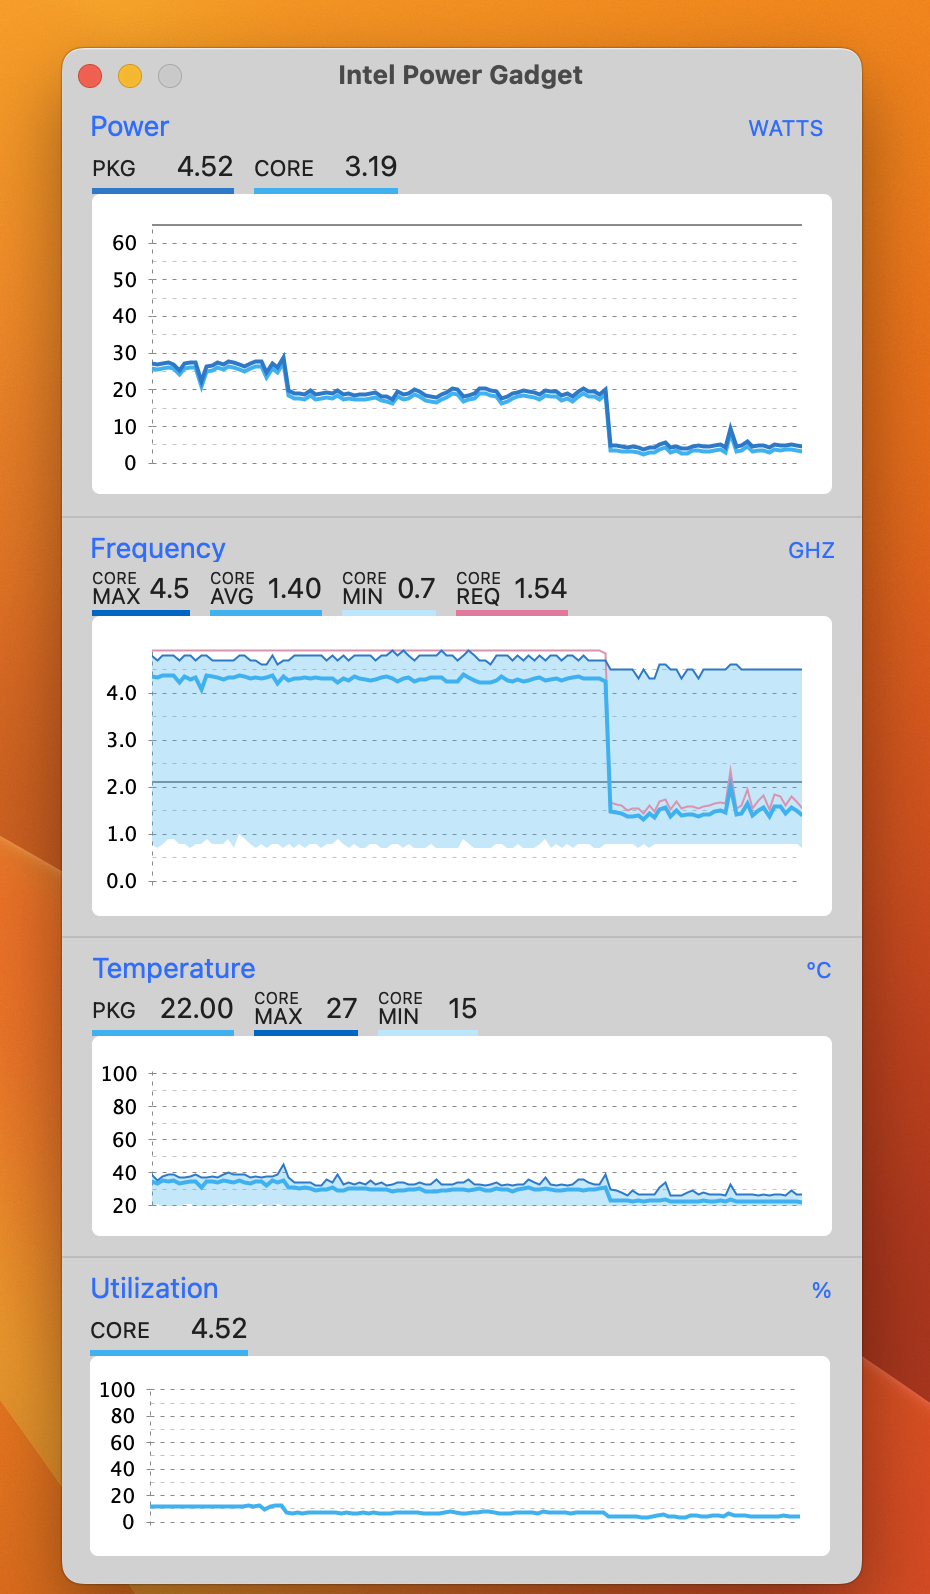 Intel Power Gadget
Power WATTS
PKG 4.52 CORE 3.19
60
50
40
30
20
10
0
Frequency GHZ
CORE MAX 4.5 CORE AVG 1.40 CORE MIN 0.7 CORE REQ 1.54
4.0
3.0
2.0
1.0
0.0
Temperature °C
PKG 22.00 CORE MAX 27 CORE MIN 15
100
80
60
40
20
Utilization %
CORE 4.52
100
80
60
40
20
0